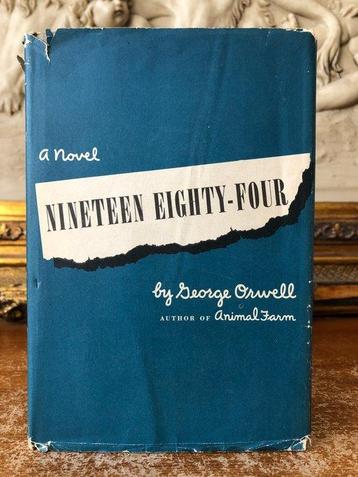 a Novel
NINETEEN EIGHTY-FOUR
by George Orwell
AUTHOR OF Animal Farm